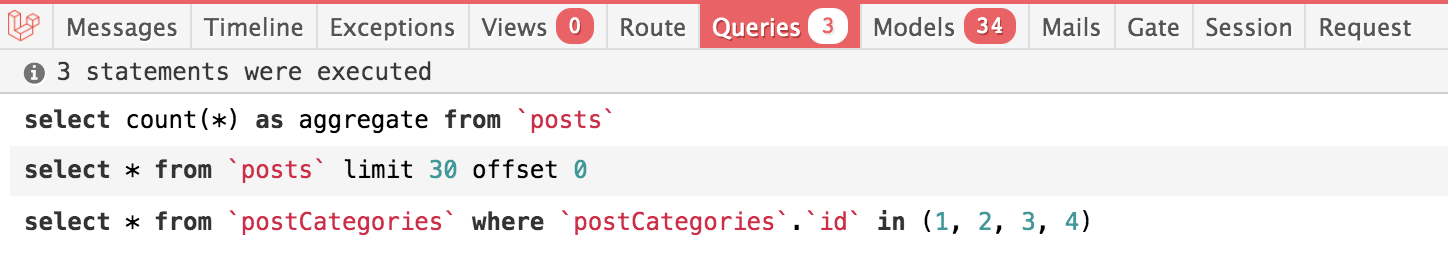 Messages Timeline Exceptions Views 0 Route Queries 3 Models 34 Mails Gate Session Request
3 statements were executed
select count(*) as aggregate from `posts`
select * from `posts` limit 30 offset 0
select * from `postCategories` where `postCategories`.`id` in (1, 2, 3, 4)